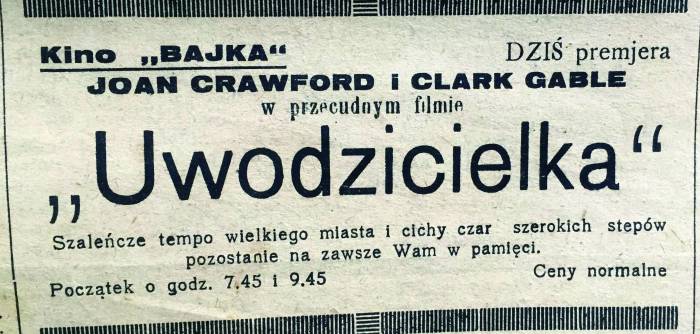 Kino „BAJKA“ DZIŚ premjera
JOAN CRAWFORD i CLARK GABLE
w przecudnym filmie
„Uwodzicielka“
Szaleńcze tempo wielkiego miasta i cichy czar szerokich stepów
pozostanie na zawsze Wam w pamięci.
Początek o godz. 7.45 i 9.45 Ceny normalne